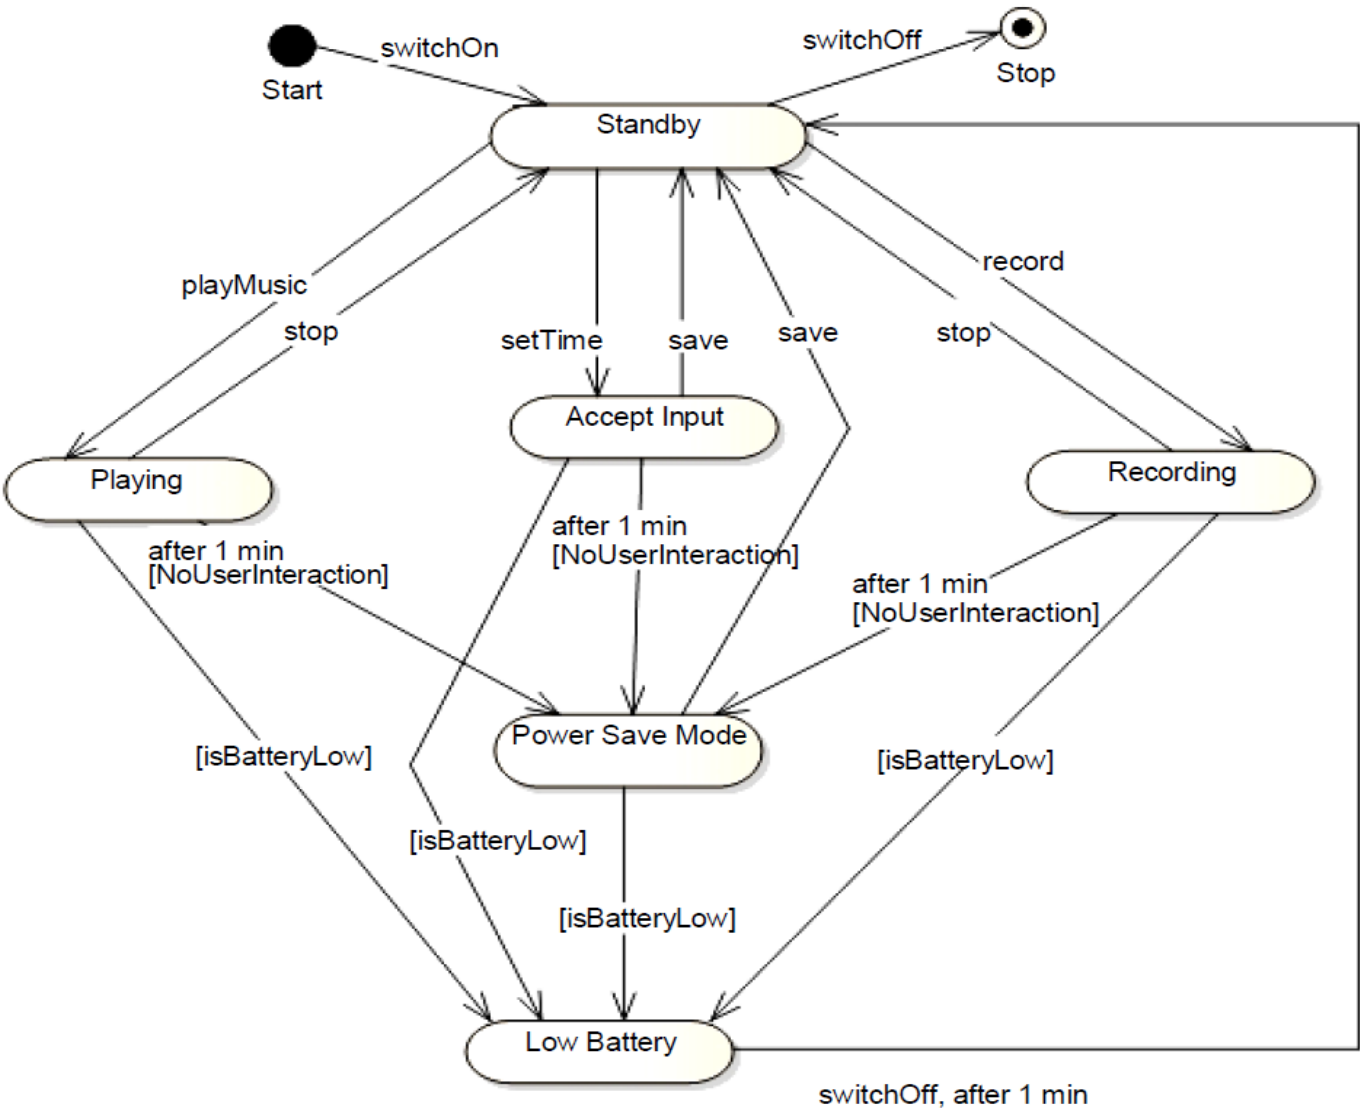 switchOn
switchOff
Start
Stop
Standby
record
playMusic
stop
setTime
save
save
stop
Accept Input
Playing
Recording
after 1 min
[NoUserInteraction]
after 1 min
[NoUserInteraction]
after 1 min
[NoUserInteraction]
Power Save Mode
[isBatteryLow]
[isBatteryLow]
[isBatteryLow]
[isBatteryLow]
Low Battery
switchOff, after 1 min